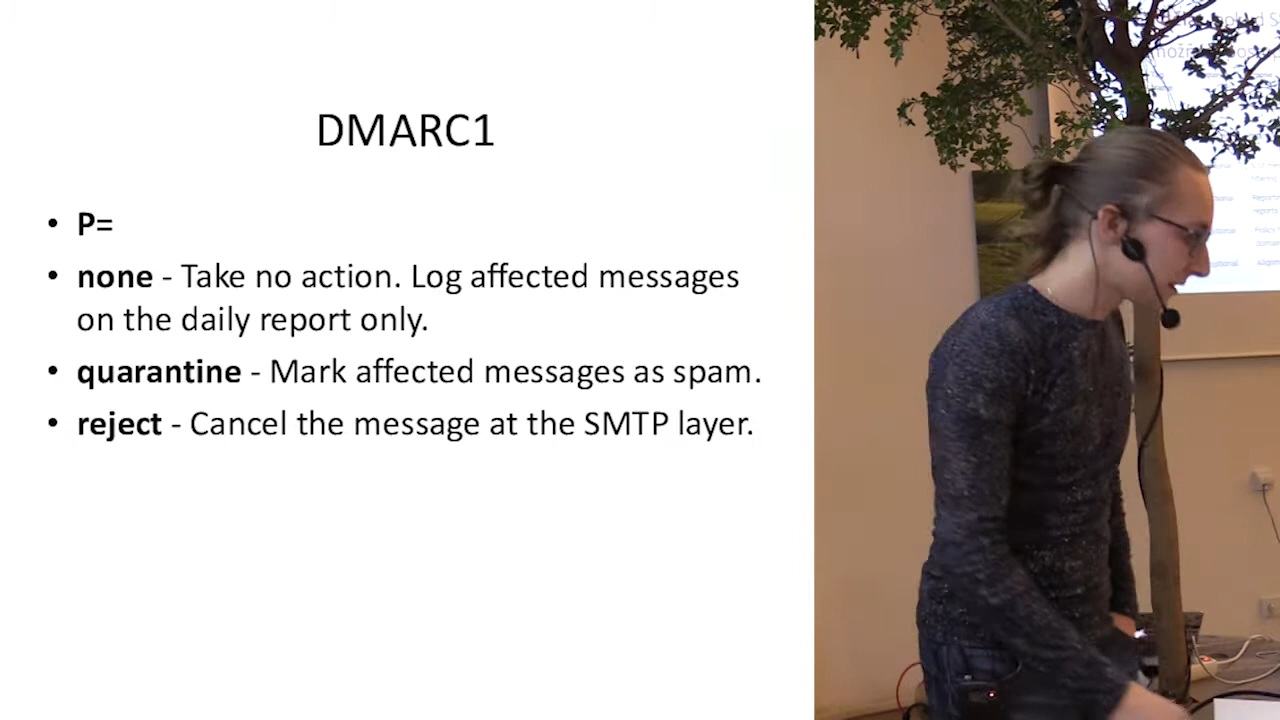 DMARC1
• P=
• none - Take no action. Log affected messages
on the daily report only.
• quarantine - Mark affected messages as spam.
• reject - Cancel the message at the SMTP layer.